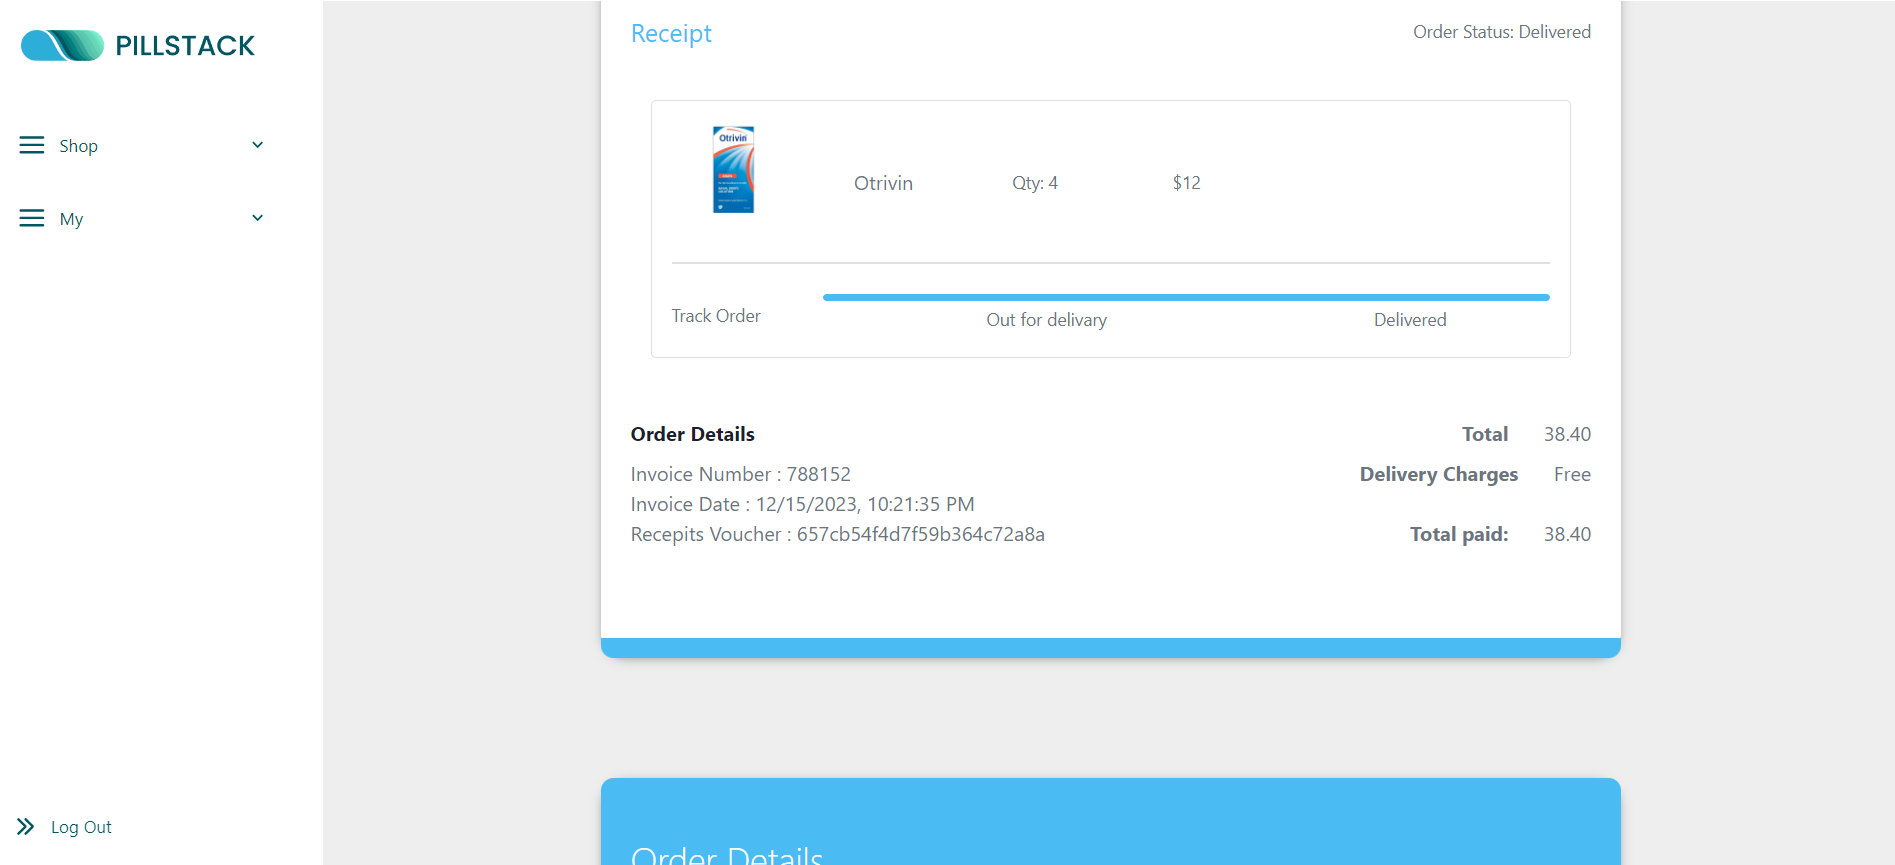 PILLSTACK
Shop
My
Log Out
Receipt
Order Status: Delivered
Otrivin
Otrivin
Qty: 4
$12
Track Order
Out for delivary
Delivered
Order Details
Invoice Number : 788152
Invoice Date : 12/15/2023, 10:21:35 PM
Recepits Voucher : 657cb54f4d7f59b364c72a8a
Total 38.40
Delivery Charges Free
Total paid: 38.40
Order Details